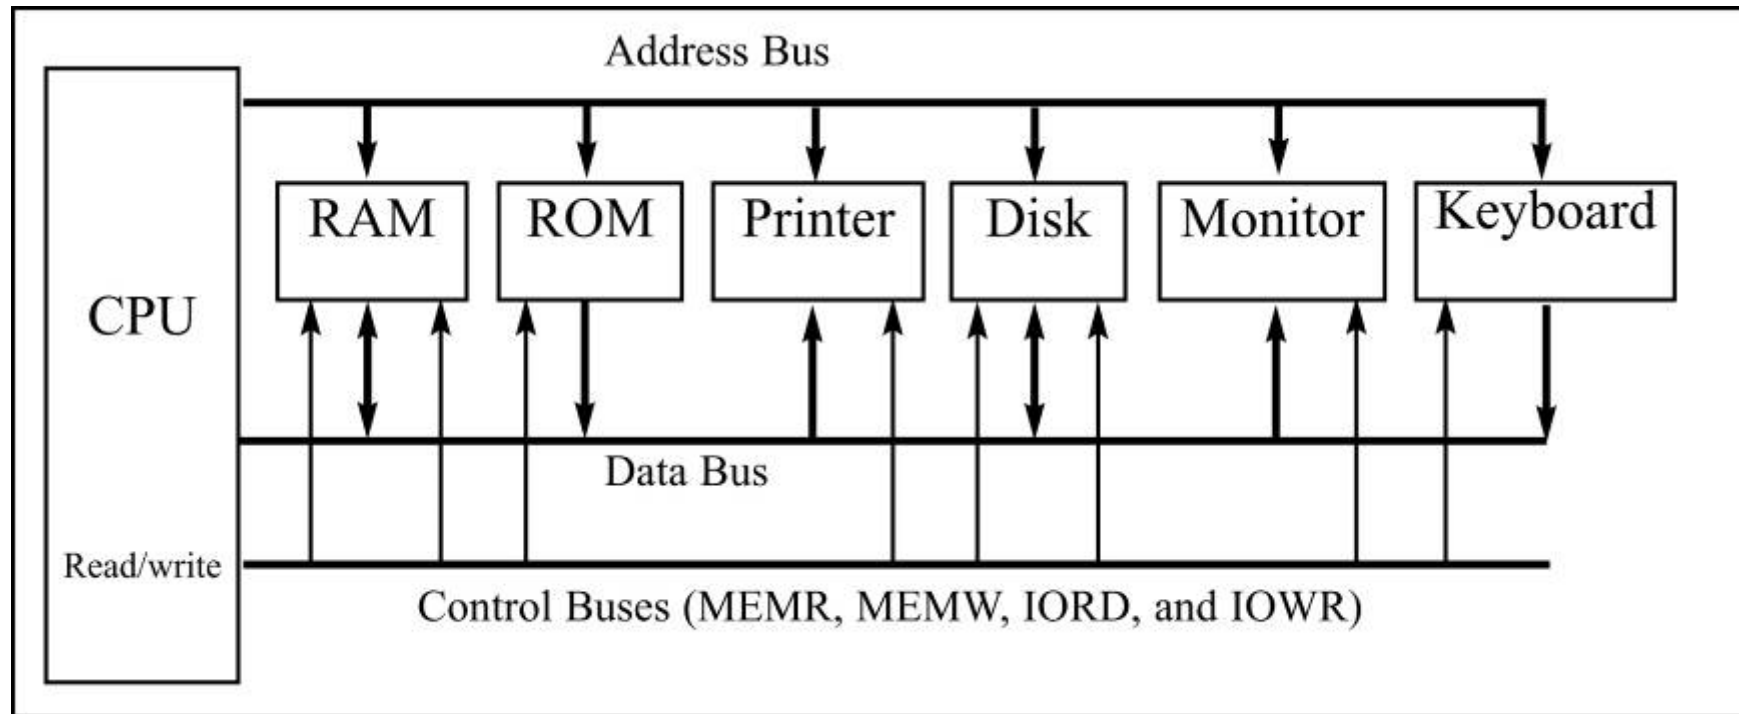 Address Bus
RAM
ROM
Printer
Disk
Monitor
Keyboard
CPU
Data Bus
Read/write
Control Buses (MEMR, MEMW, IORD, and IOWR)